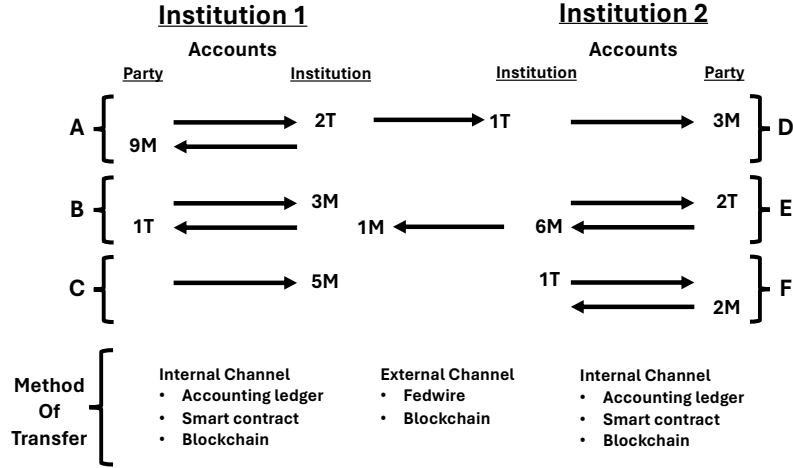 Institution 1 Institution 2
Accounts Accounts
Party Institution Institution Party
A 2T 1T 3M D
9M
B 3M 2T E
1T 1M 6M
C 5M 1T F
2M
Method
Of
Transfer
Internal Channel
• Accounting ledger
• Smart contract
• Blockchain
External Channel
• Fedwire
• Blockchain
Internal Channel
• Accounting ledger
• Smart contract
• Blockchain